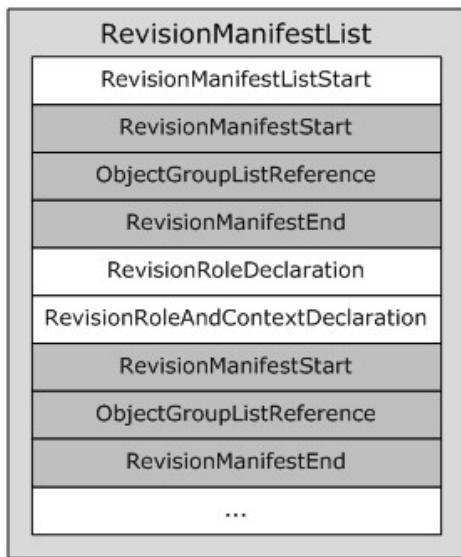 RevisionManifestList
RevisionManifestListStart
RevisionManifestStart
ObjectGroupListReference
RevisionManifestEnd
RevisionRoleDeclaration
RevisionRoleAndContextDeclaration
RevisionManifestStart
ObjectGroupListReference
RevisionManifestEnd
...